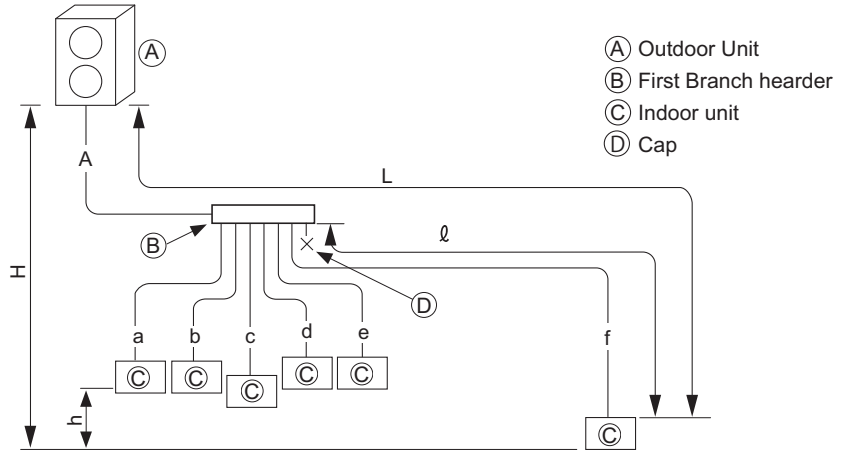 Ⓐ
Ⓐ Outdoor Unit
Ⓑ First Branch hearder
Ⓒ Indoor unit
Ⓓ Cap
A
L
Ⓑ
ℓ
H
Ⓓ
a b c d e f
Ⓒ Ⓒ Ⓒ Ⓒ Ⓒ
h
Ⓒ